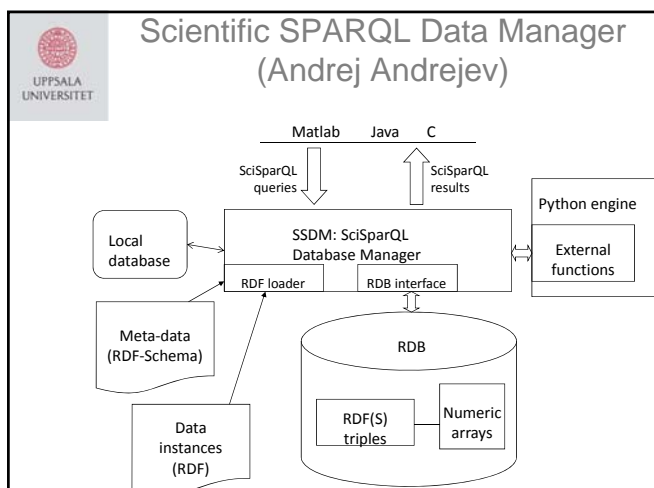 UPPSALA
UNIVERSITET
Scientific SPARQL Data Manager
(Andrej Andrejev)
Matlab Java C
SciSparQL
queries
SciSparQL
results
Python engine
External
functions
Local
database
SSDM: SciSparQL
Database Manager
RDF loader
RDB interface
Meta-data
(RDF-Schema)
RDB
RDF(S)
triples
Numeric
arrays
Data
instances
(RDF)